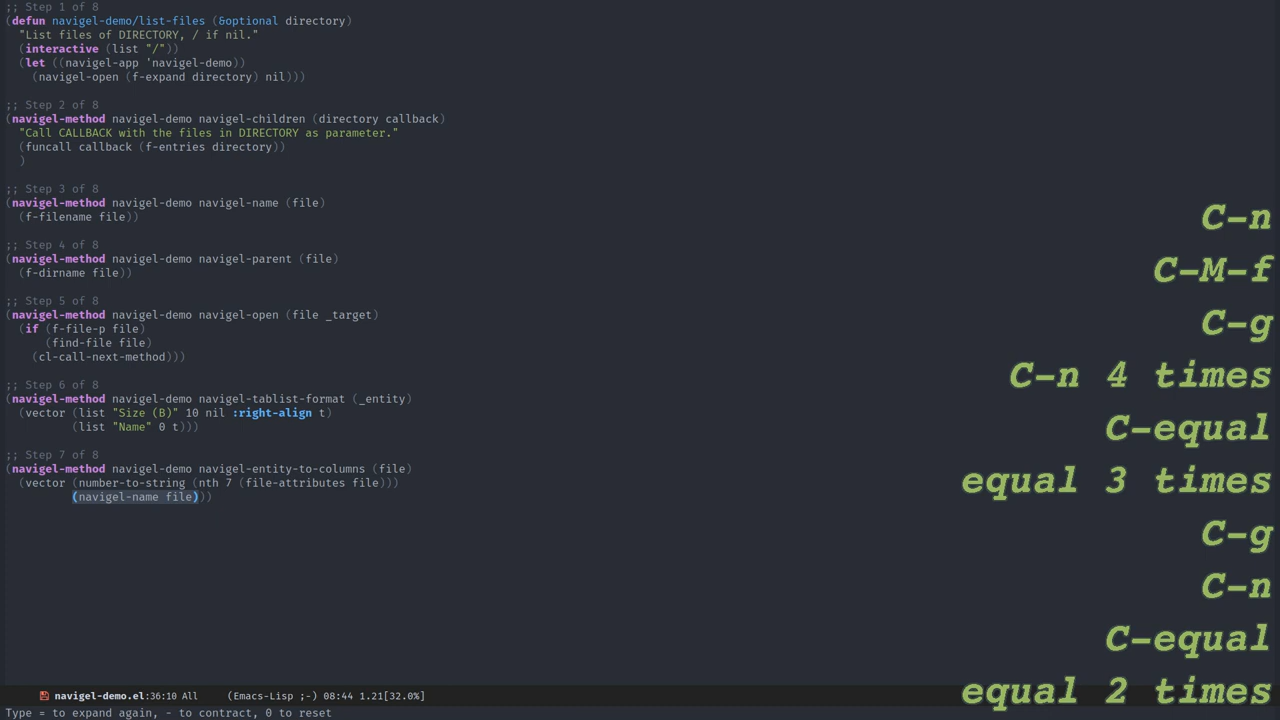 ;; Step 1 of 8
(defun navigel-demo/list-files (&optional directory)
  "List files of DIRECTORY, / if nil."
  (interactive (list "/"))
  (let ((navigel-app 'navigel-demo))
    (navigel-open (f-expand directory) nil)))
;; Step 2 of 8
(navigel-method navigel-demo navigel-children (directory callback)
  "Call CALLBACK with the files in DIRECTORY as parameter."
  (funcall callback (f-entries directory))
  )
;; Step 3 of 8
(navigel-method navigel-demo navigel-name (file)
  (f-filename file))
;; Step 4 of 8
(navigel-method navigel-demo navigel-parent (file)
  (f-dirname file))
;; Step 5 of 8
(navigel-method navigel-demo navigel-open (file _target)
  (if (f-file-p file)
      (find-file file)
    (cl-call-next-method)))
;; Step 6 of 8
(navigel-method navigel-demo navigel-tablist-format (_entity)
  (vector (list "Size (B)" 10 nil :right-align t)
          (list "Name" 0 t)))
;; Step 7 of 8
(navigel-method navigel-demo navigel-entity-to-columns (file)
  (vector (number-to-string (nth 7 (file-attributes file)))
          (navigel-name file)))
C-n
C-M-f
C-g
C-n 4 times
C-equal
equal 3 times
C-g
C-n
C-equal
equal 2 times
navigel-demo.el:36:10 All (Emacs-Lisp ;-) 08:44 1.21[32.0%]
Type = to expand again, - to contract, 0 to reset